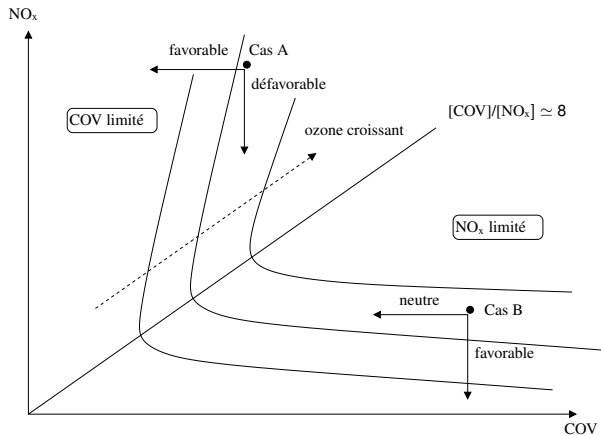 NOₓ
favorable
Cas A
défavorable
COV limité
[COV]/[NOₓ] ≃ 8
ozone croissant
NOₓ limité
neutre
Cas B
favorable
COV